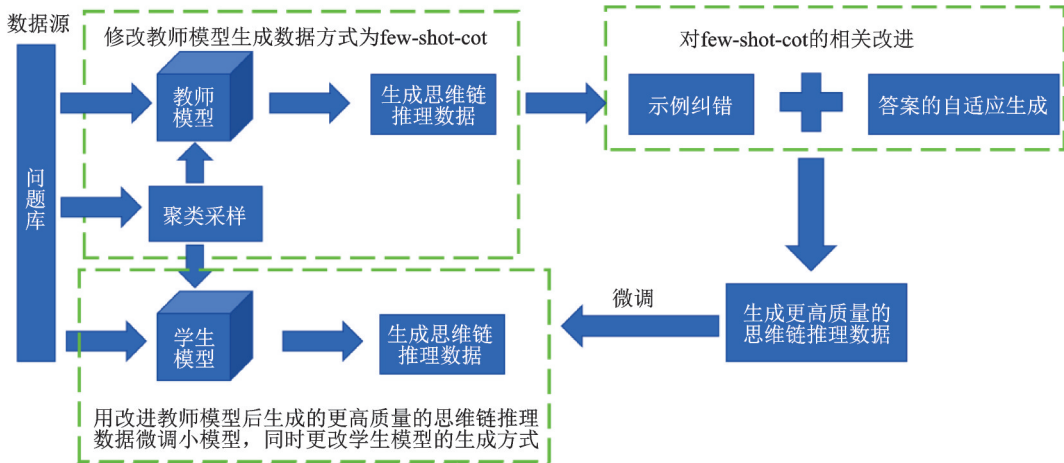 数据源
修改教师模型生成数据方式为few-shot-cot
教师
模型
生成思维链
推理数据
对few-shot-cot的相关改进
示例纠错
答案的自适应生成
问
题
库
聚类采样
学生
模型
生成思维链
推理数据
微调
生成更高质量的
思维链推理数据
用改进教师模型后生成的更高质量的思维链推理
数据微调小模型，同时更改学生模型的生成方式